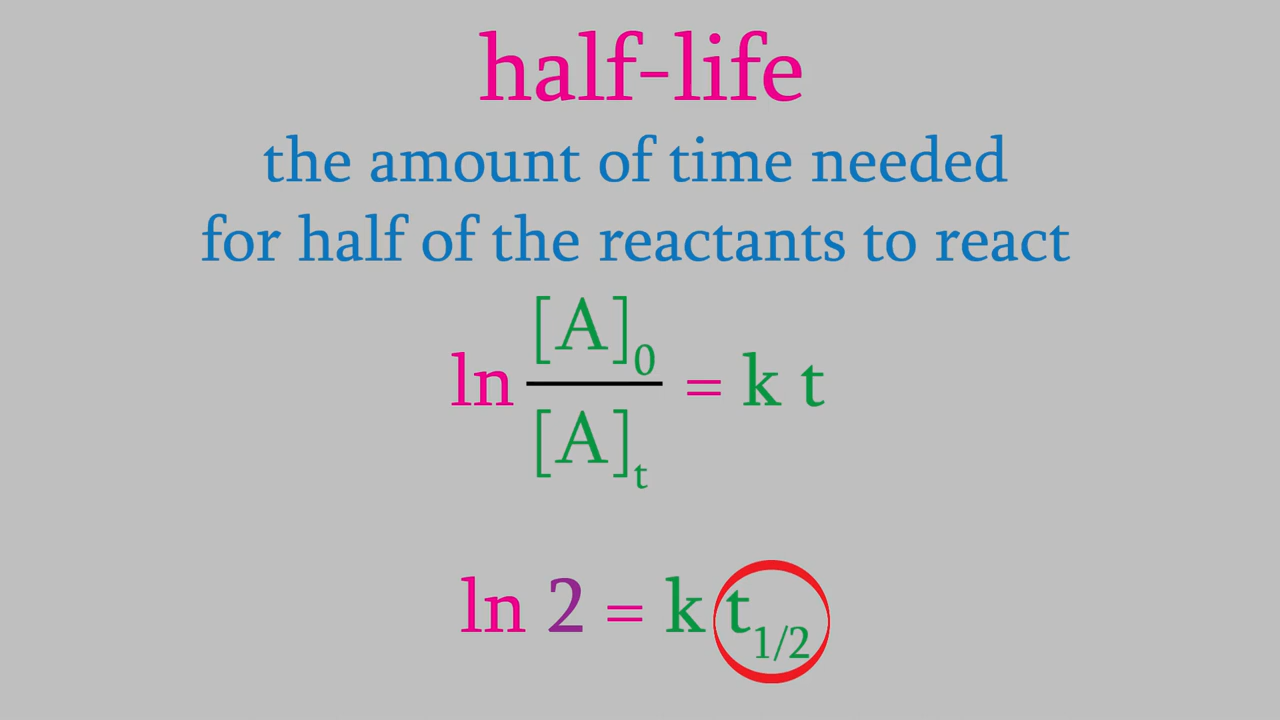 half-life
the amount of time needed
for half of the reactants to react
ln [A]₀ / [A]ₜ = k t
ln 2 = k t₁/₂